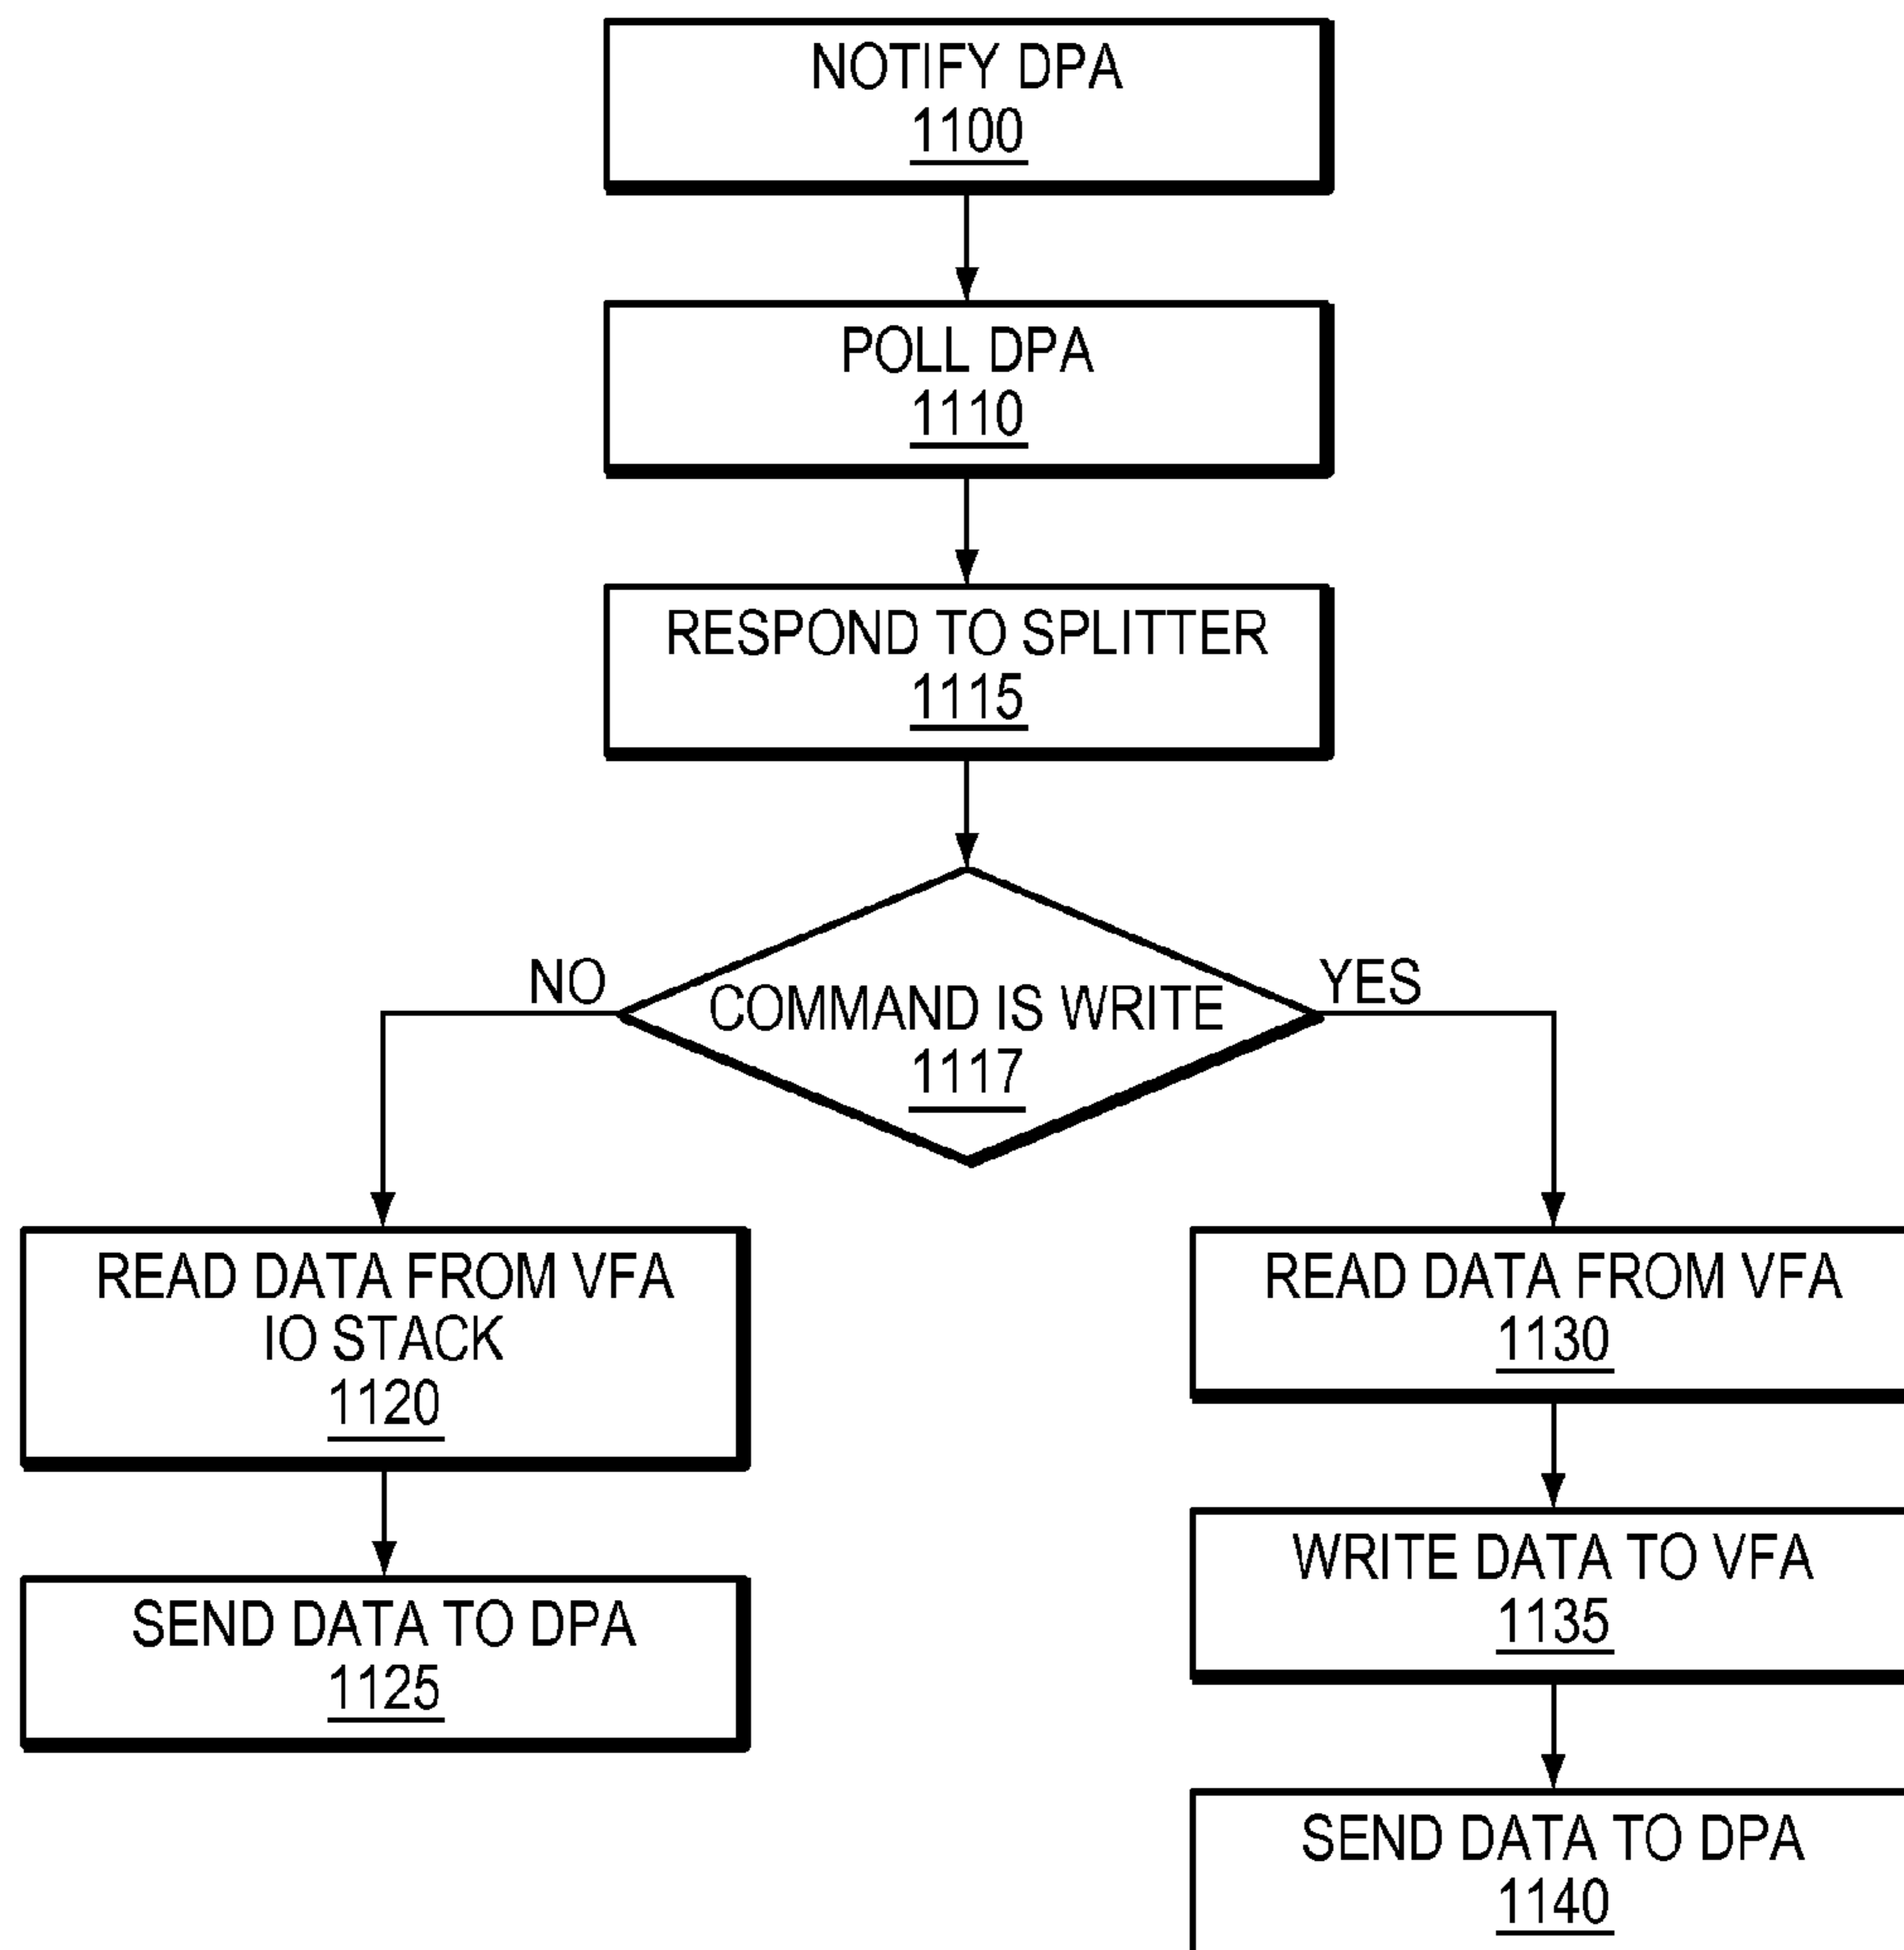 NOTIFY DPA
1100
POLL DPA
1110
RESPOND TO SPLITTER
1115
COMMAND IS WRITE
1117
NO
YES
READ DATA FROM VFA
IO STACK
1120
SEND DATA TO DPA
1125
READ DATA FROM VFA
1130
WRITE DATA TO VFA
1135
SEND DATA TO DPA
1140